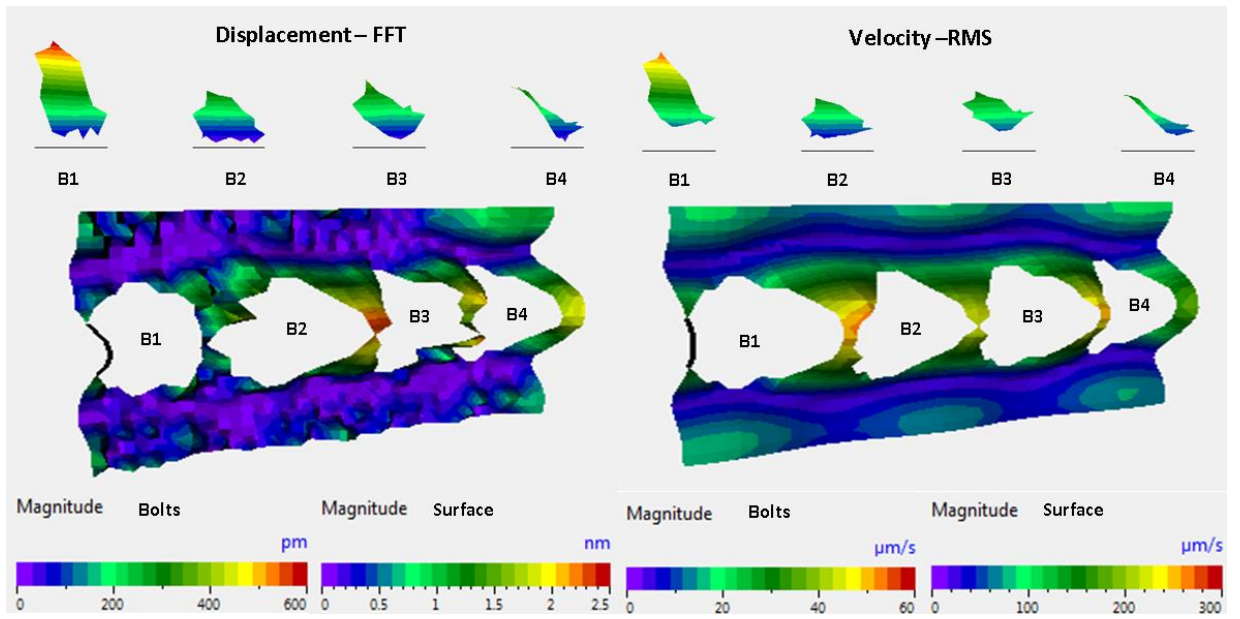 Displacement – FFT
Velocity –RMS
B1 B2 B3 B4
B1 B2 B3 B4
B1
B2
B3
B4
B1
B2
B3
B4
Magnitude Bolts
pm
0 200 400 600
Magnitude Surface
nm
0 0.5 1 1.5 2 2.5
Magnitude Bolts
µm/s
0 20 40 60
Magnitude Surface
µm/s
0 100 200 300